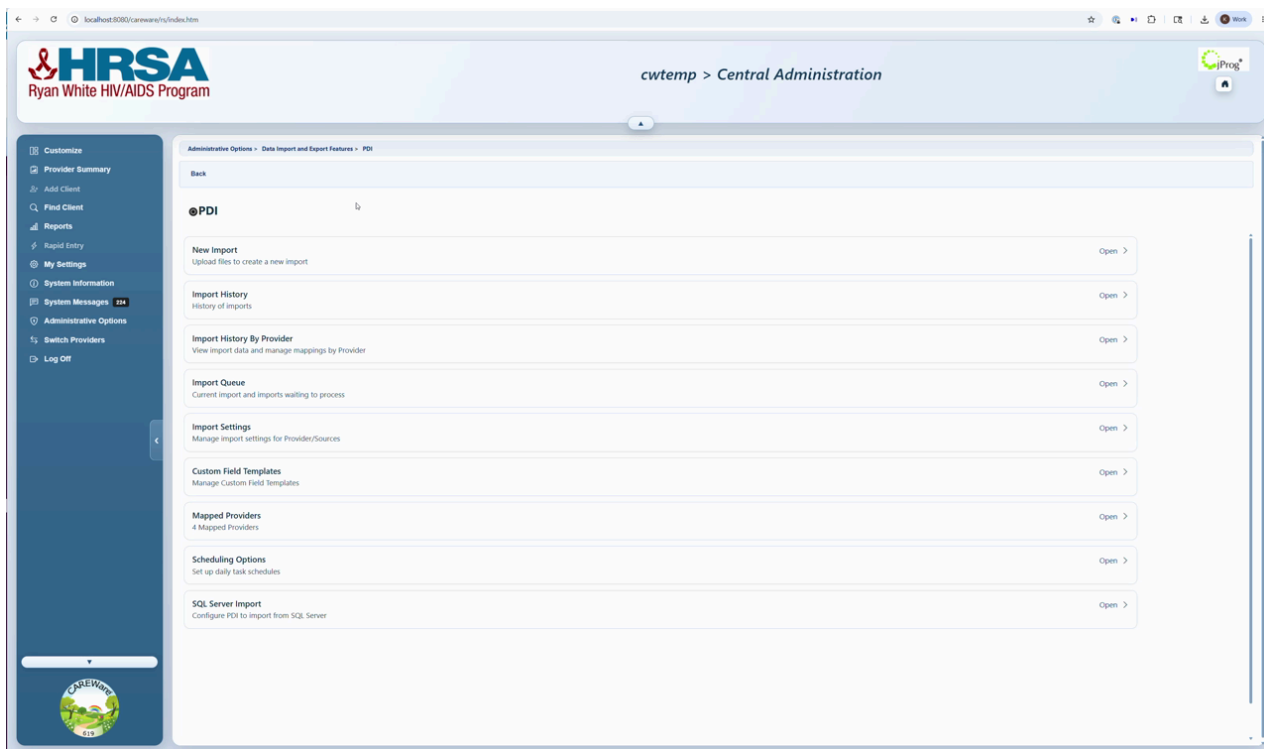 localhost:8080/careware/rs/index.htm
Work
HRSA
Ryan White HIV/AIDS Program
cwtemp > Central Administration
jProg
▲
Customize
Provider Summary
Add Client
Find Client
Reports
Rapid Entry
My Settings
System Information
System Messages 224
Administrative Options
Switch Providers
Log Off
▼
CAREWare
619
Administrative Options > Data Import and Export Features > PDI
Back
PDI
New Import
Upload files to create a new import
Open >
Import History
History of imports
Open >
Import History By Provider
View import data and manage mappings by Provider
Open >
Import Queue
Current import and imports waiting to process
Open >
Import Settings
Manage import settings for Provider/Sources
Open >
Custom Field Templates
Manage Custom Field Templates
Open >
Mapped Providers
4 Mapped Providers
Open >
Scheduling Options
Set up daily task schedules
Open >
SQL Server Import
Configure PDI to import from SQL Server
Open >